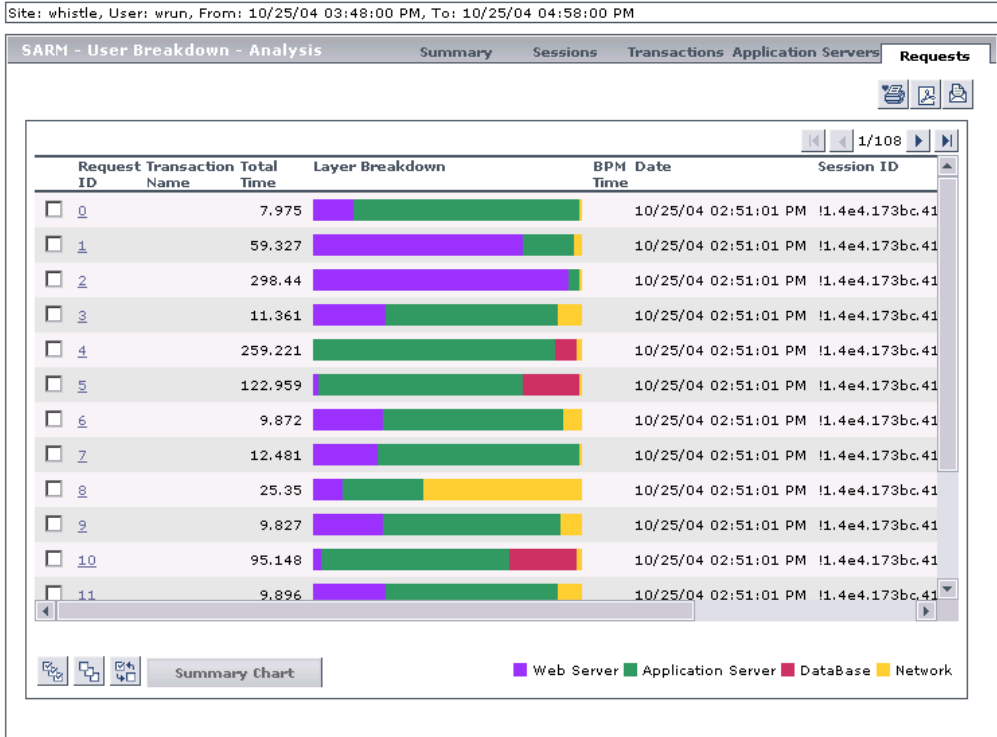 Site: whistle, User: wrun, From: 10/25/04 03:48:00 PM, To: 10/25/04 04:58:00 PM
SARM - User Breakdown - Analysis Summary Sessions Transactions Application Servers Requests
1/108
Request ID Transaction Name Total Time Layer Breakdown BPM Time Date Session ID
0 7.975 10/25/04 02:51:01 PM !1.4e4.173bc.41
1 59.327 10/25/04 02:51:01 PM !1.4e4.173bc.41
2 298.44 10/25/04 02:51:01 PM !1.4e4.173bc.41
3 11.361 10/25/04 02:51:01 PM !1.4e4.173bc.41
4 259.221 10/25/04 02:51:01 PM !1.4e4.173bc.41
5 122.959 10/25/04 02:51:01 PM !1.4e4.173bc.41
6 9.872 10/25/04 02:51:01 PM !1.4e4.173bc.41
7 12.481 10/25/04 02:51:01 PM !1.4e4.173bc.41
8 25.35 10/25/04 02:51:01 PM !1.4e4.173bc.41
9 9.827 10/25/04 02:51:01 PM !1.4e4.173bc.41
10 95.148 10/25/04 02:51:01 PM !1.4e4.173bc.41
11 9.896 10/25/04 02:51:01 PM !1.4e4.173bc.41
Summary Chart Web Server Application Server DataBase Network